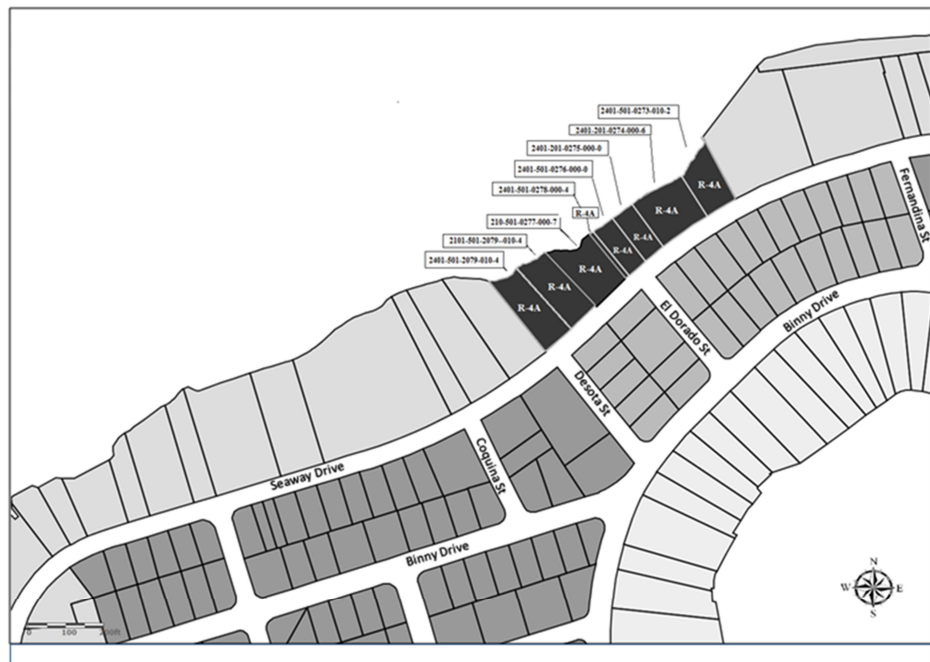 2401-501-0273-010-2
2401-201-0274-000-6
2401-201-0275-000-0
2401-501-0276-000-0
2401-501-0278-000-4
R-4A
210-501-0277-000-7
2101-501-2079--010-4
2401-501-2079-010-4
R-4A
R-4A
R-4A
R-4A
R-4A
R-4A
R-4A
Fernandina St
Binny Drive
El Dorado St
Desota St
Coquina St
Seaway Drive
Binny Drive
N
W E
S
0 100 200ft